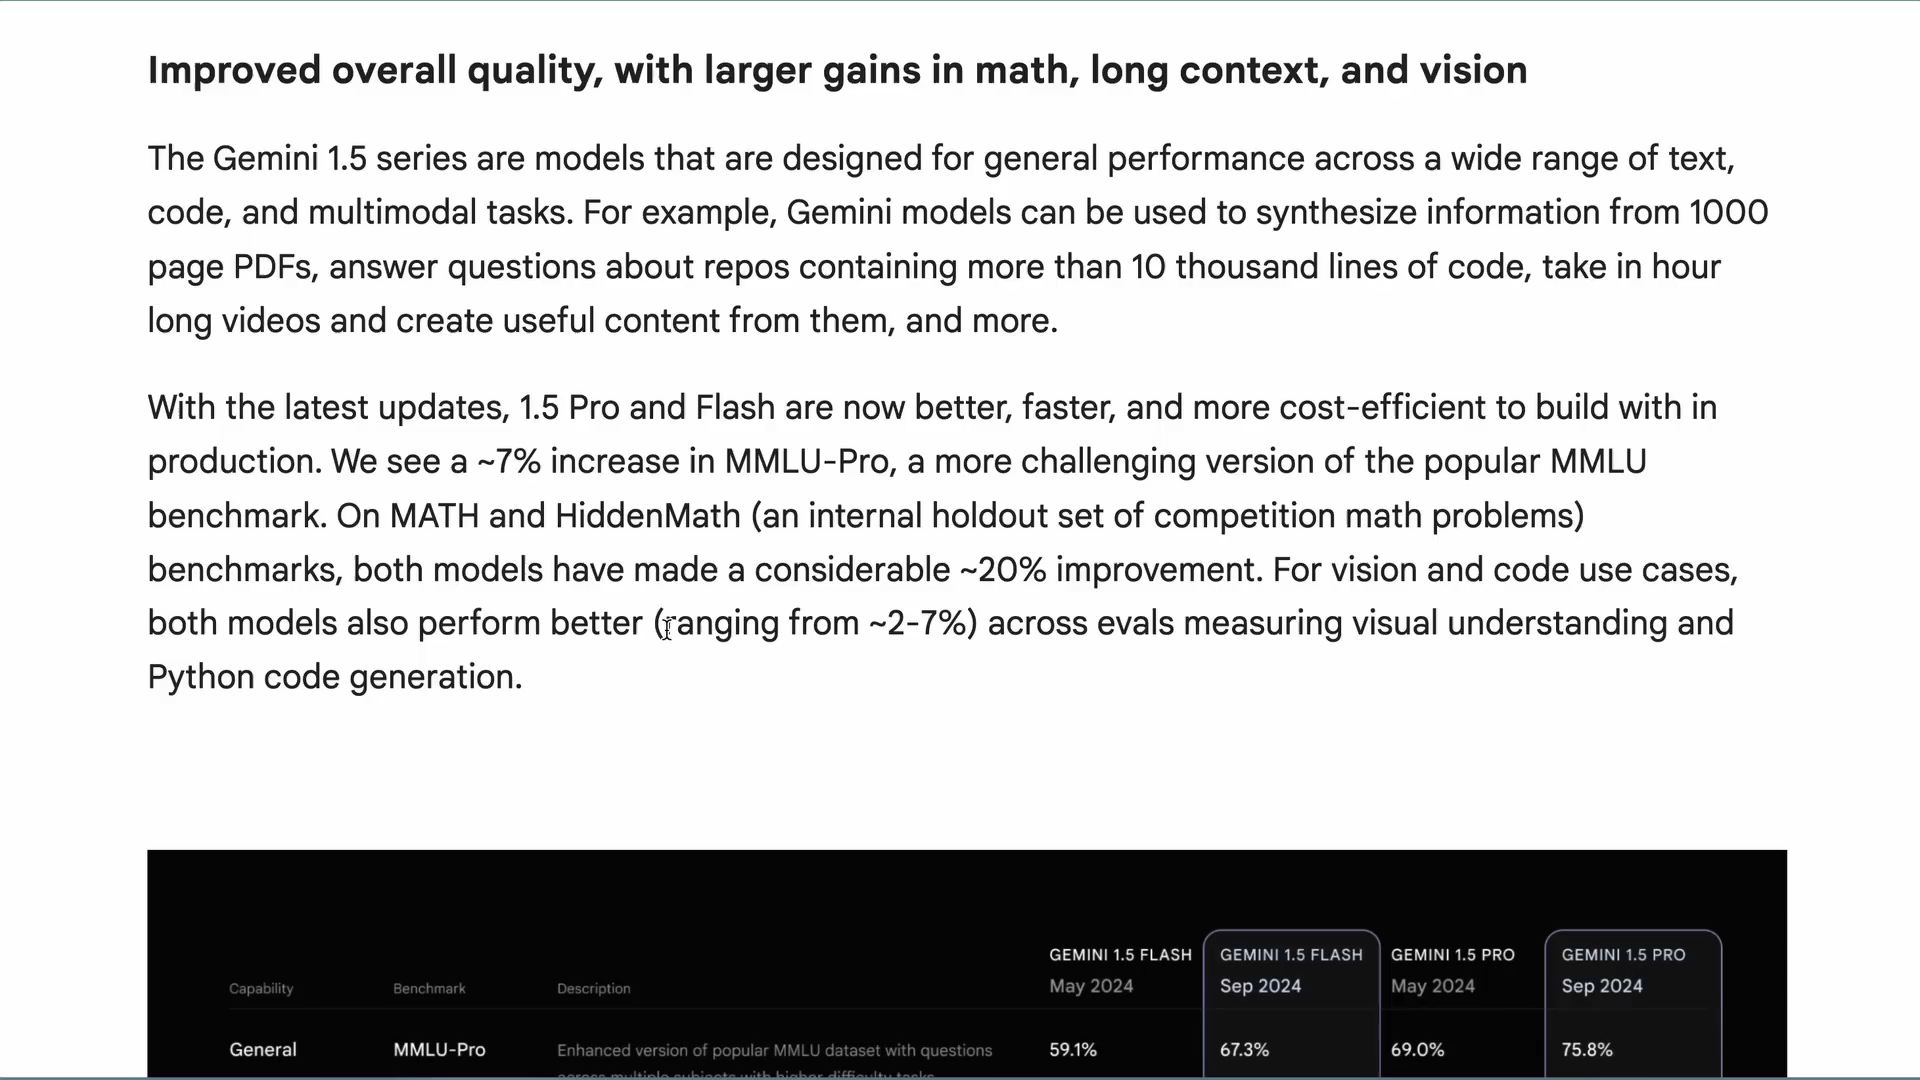 Improved overall quality, with larger gains in math, long context, and vision
The Gemini 1.5 series are models that are designed for general performance across a wide range of text,
code, and multimodal tasks. For example, Gemini models can be used to synthesize information from 1000
page PDFs, answer questions about repos containing more than 10 thousand lines of code, take in hour
long videos and create useful content from them, and more.
With the latest updates, 1.5 Pro and Flash are now better, faster, and more cost-efficient to build with in
production. We see a ~7% increase in MMLU-Pro, a more challenging version of the popular MMLU
benchmark. On MATH and HiddenMath (an internal holdout set of competition math problems)
benchmarks, both models have made a considerable ~20% improvement. For vision and code use cases,
both models also perform better (ranging from ~2-7%) across evals measuring visual understanding and
Python code generation.
GEMINI 1.5 FLASH GEMINI 1.5 FLASH GEMINI 1.5 PRO GEMINI 1.5 PRO
Capability Benchmark Description May 2024 Sep 2024 May 2024 Sep 2024
General MMLU-Pro Enhanced version of popular MMLU dataset with questions 59.1% 67.3% 69.0% 75.8%
across multiple subjects with higher difficulty tasks